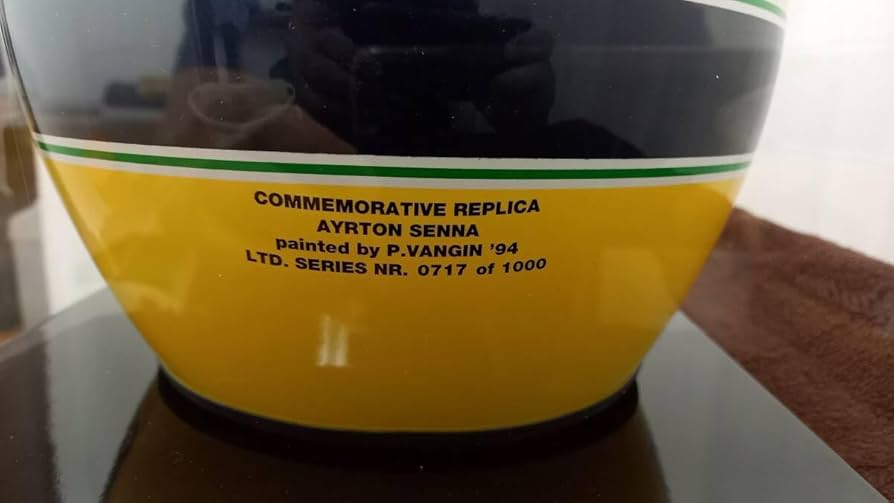 COMMEMORATIVE REPLICA
AYRTON SENNA
painted by P.VANGIN '94
LTD. SERIES NR. 0717 of 1000